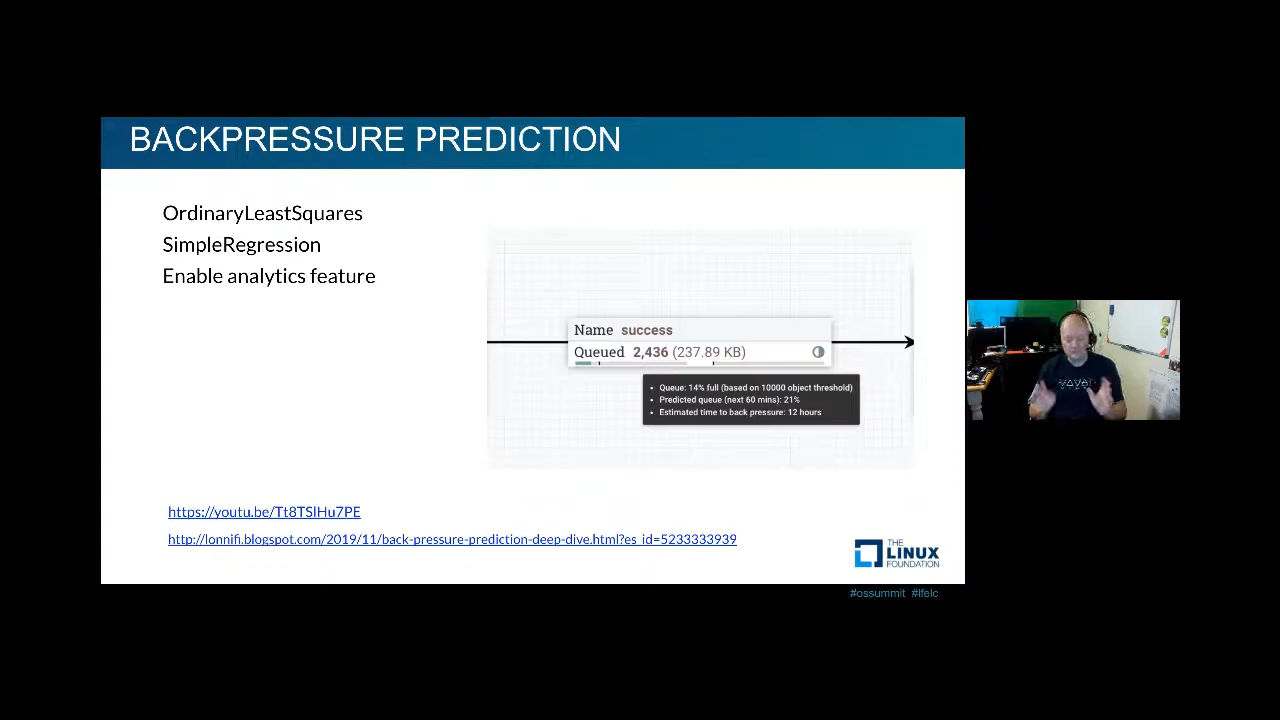 BACKPRESSURE PREDICTION
OrdinaryLeastSquares
SimpleRegression
Enable analytics feature
Name success
Queued 2,436 (237.89 KB)
• Queue: 14% full (based on 10000 object threshold)
• Predicted queue (next 60 mins): 21%
• Estimated time to back pressure: 12 hours
https://youtu.be/Tt8TSlHu7PE
http://lonnifi.blogspot.com/2019/11/back-pressure-prediction-deep-dive.html?es_id=5233333939
THE
LINUX
FOUNDATION
#ossummit #lfelc